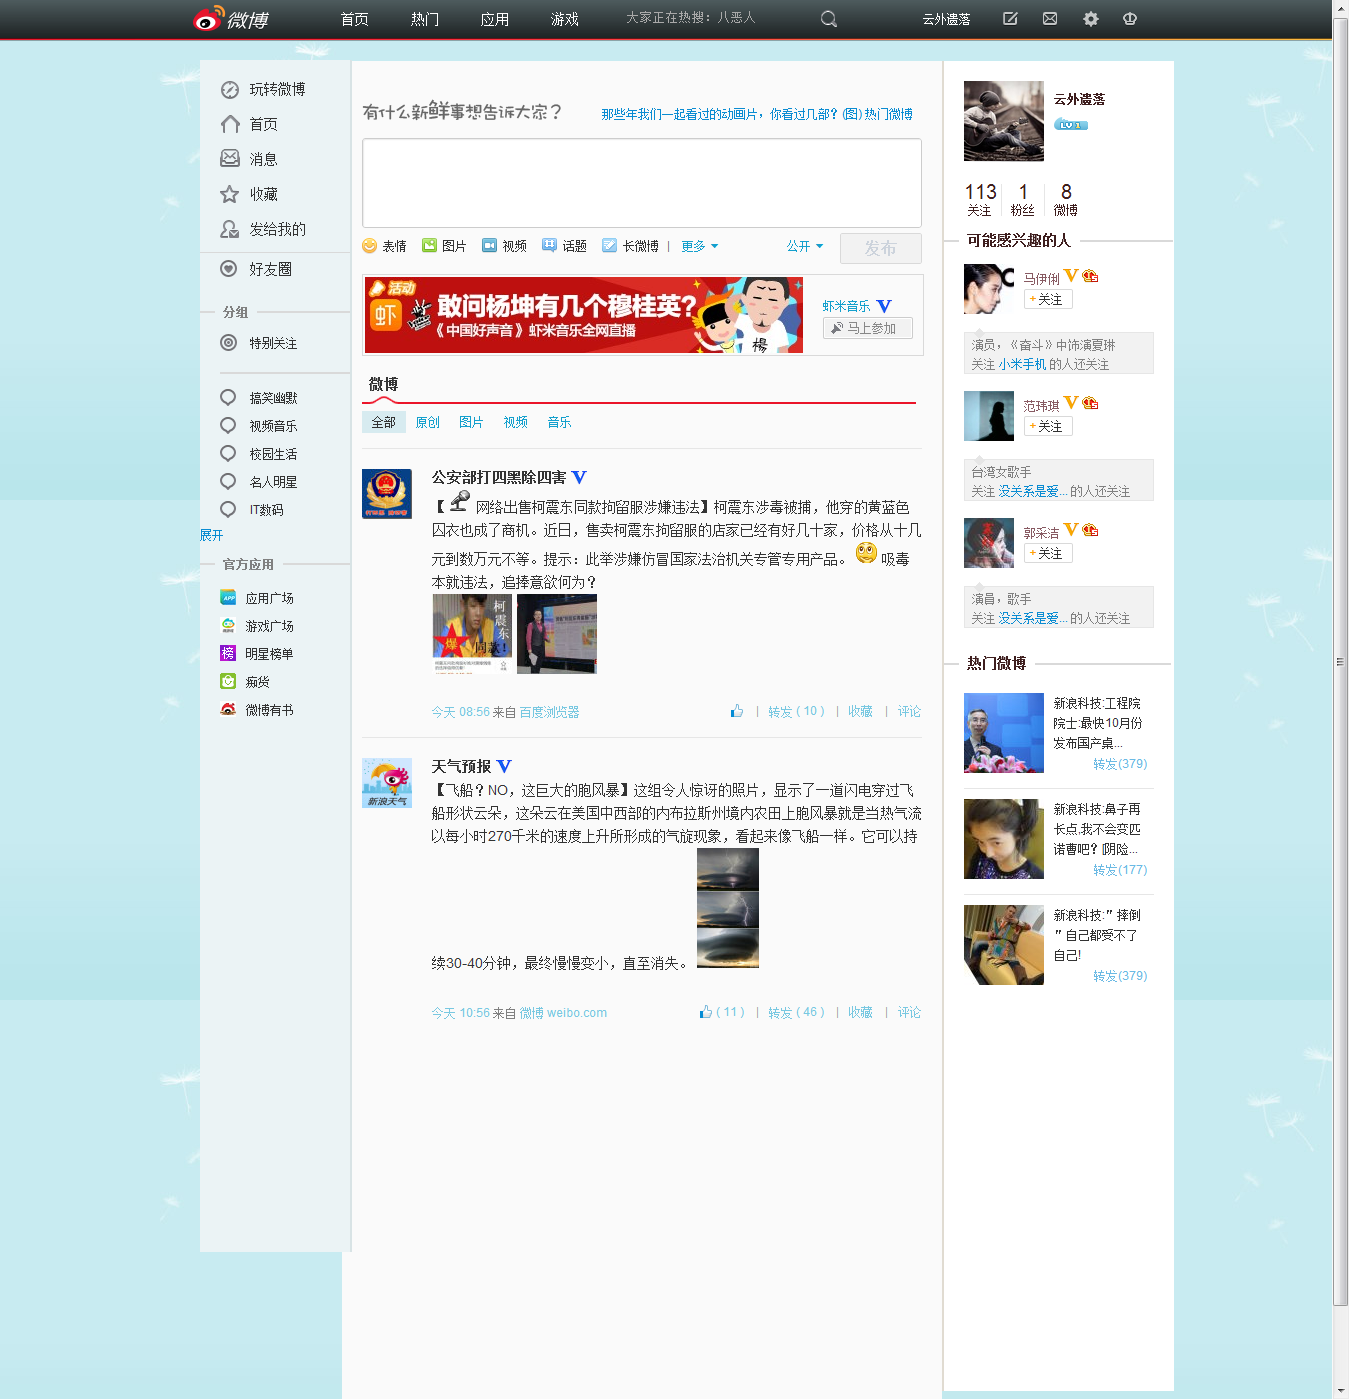 微博
首页 热门 应用 游戏 大家正在热搜：八恶人 云外遗落
玩转微博
首页
消息
收藏
发给我的
好友圈
分组
特别关注
搞笑幽默
视频音乐
校园生活
名人明星
IT数码
展开
官方应用
应用广场
游戏广场
榜 明星榜单
痴货
微博有书
有什么新鲜事想告诉大家？ 那些年我们一起看过的动画片，你看过几部？(图) 热门微博
表情 图片 视频 话题 长微博 | 更多 公开 发布
活动
虾 敢问杨坤有几个穆桂英？
《中国好声音》虾米音乐全网直播
楊
虾米音乐 V
马上参加
微博
全部 原创 图片 视频 音乐
公安部打四黑除四害 V
【 网络出售柯震东同款拘留服涉嫌违法】柯震东涉毒被捕，他穿的黄蓝色
囚衣也成了商机。近日，售卖柯震东拘留服的店家已经有好几十家，价格从十几
元到数万元不等。提示：此举涉嫌仿冒国家法治机关专管专用产品。 吸毒
本就违法，追捧意欲何为？
柯震东
爆 同款!
今天 08:56 来自 百度浏览器 | 转发 ( 10 ) | 收藏 | 评论
新浪天气
天气预报 V
【飞船？NO，这巨大的胞风暴】这组令人惊讶的照片，显示了一道闪电穿过飞
船形状云朵，这朵云在美国中西部的内布拉斯州境内农田上胞风暴就是当热气流
以每小时270千米的速度上升所形成的气旋现象，看起来像飞船一样。它可以持
续30-40分钟，最终慢慢变小，直至消失。
今天 10:56 来自 微博 weibo.com ( 11 ) | 转发 ( 46 ) | 收藏 | 评论
云外遗落
LV 1
113 1 8
关注 粉丝 微博
可能感兴趣的人
马伊俐 V
+关注
演员，《奋斗》中饰演夏琳
关注 小米手机 的人还关注
范玮琪 V
+关注
台湾女歌手
关注 没关系是爱... 的人还关注
郭采洁 V
+关注
演員，歌手
关注 没关系是爱... 的人还关注
热门微博
新浪科技:工程院
院士:最快10月份
发布国产桌...
转发(379)
新浪科技:鼻子再
长点,我不会变匹
诺曹吧？[阴险...
转发(177)
新浪科技:＂摔倒
＂自己都受不了
自己!
转发(379)